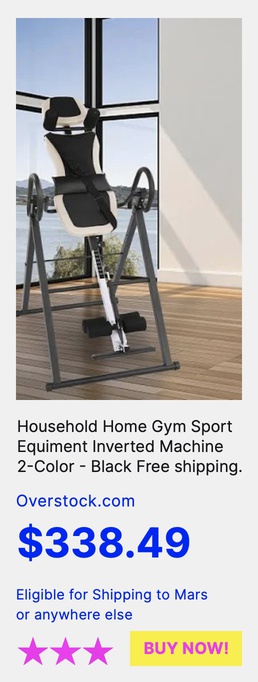 Household Home Gym Sport
Equiment Inverted Machine
2-Color - Black Free shipping.
Overstock.com
$338.49
Eligible for Shipping to Mars
or anywhere else
BUY NOW!